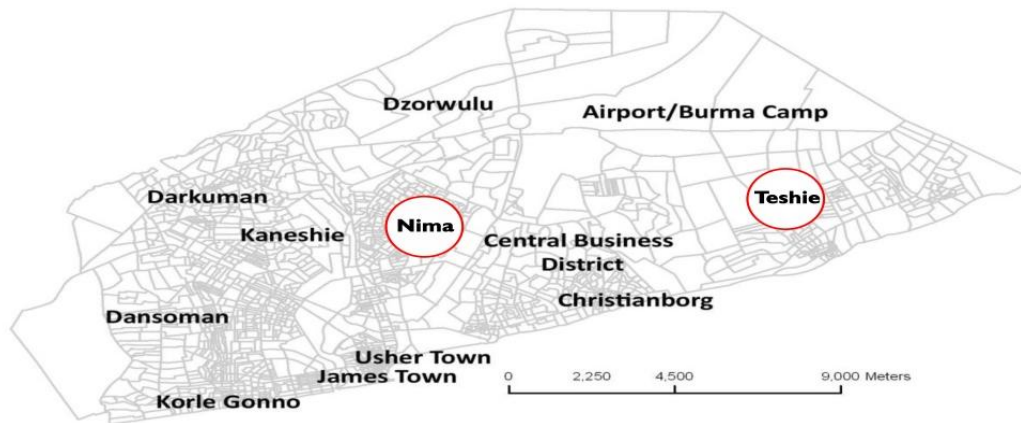 Dzorwulu
Airport/Burma Camp
Darkuman
Teshie
Nima
Kaneshie
Central Business
District
Christianborg
Dansoman
Usher Town
James Town
Korle Gonno
0 2,250 4,500 9,000 Meters